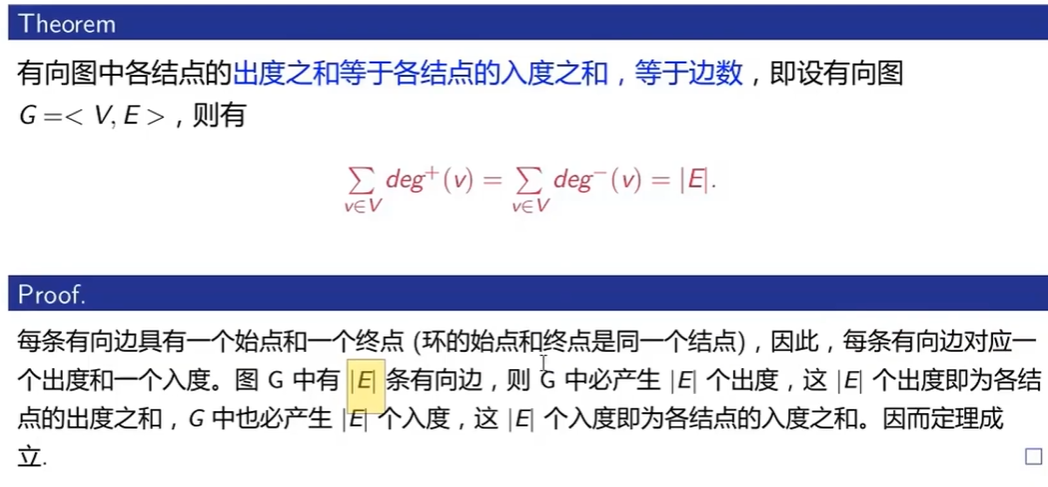 Theorem
有向图中各结点的出度之和等于各结点的入度之和，等于边数，即设有向图
G =< V, E >，则有
∑ deg⁺(v) = ∑ deg⁻(v) = |E|.
v∈V v∈V
Proof.
每条有向边具有一个始点和一个终点 (环的始点和终点是同一个结点)，因此，每条有向边对应一
个出度和一个入度。图 G 中有 |E| 条有向边，则 G 中必产生 |E| 个出度，这 |E| 个出度即为各结
点的出度之和，G 中也必产生 |E| 个入度，这 |E| 个入度即为各结点的入度之和。因而定理成
立.